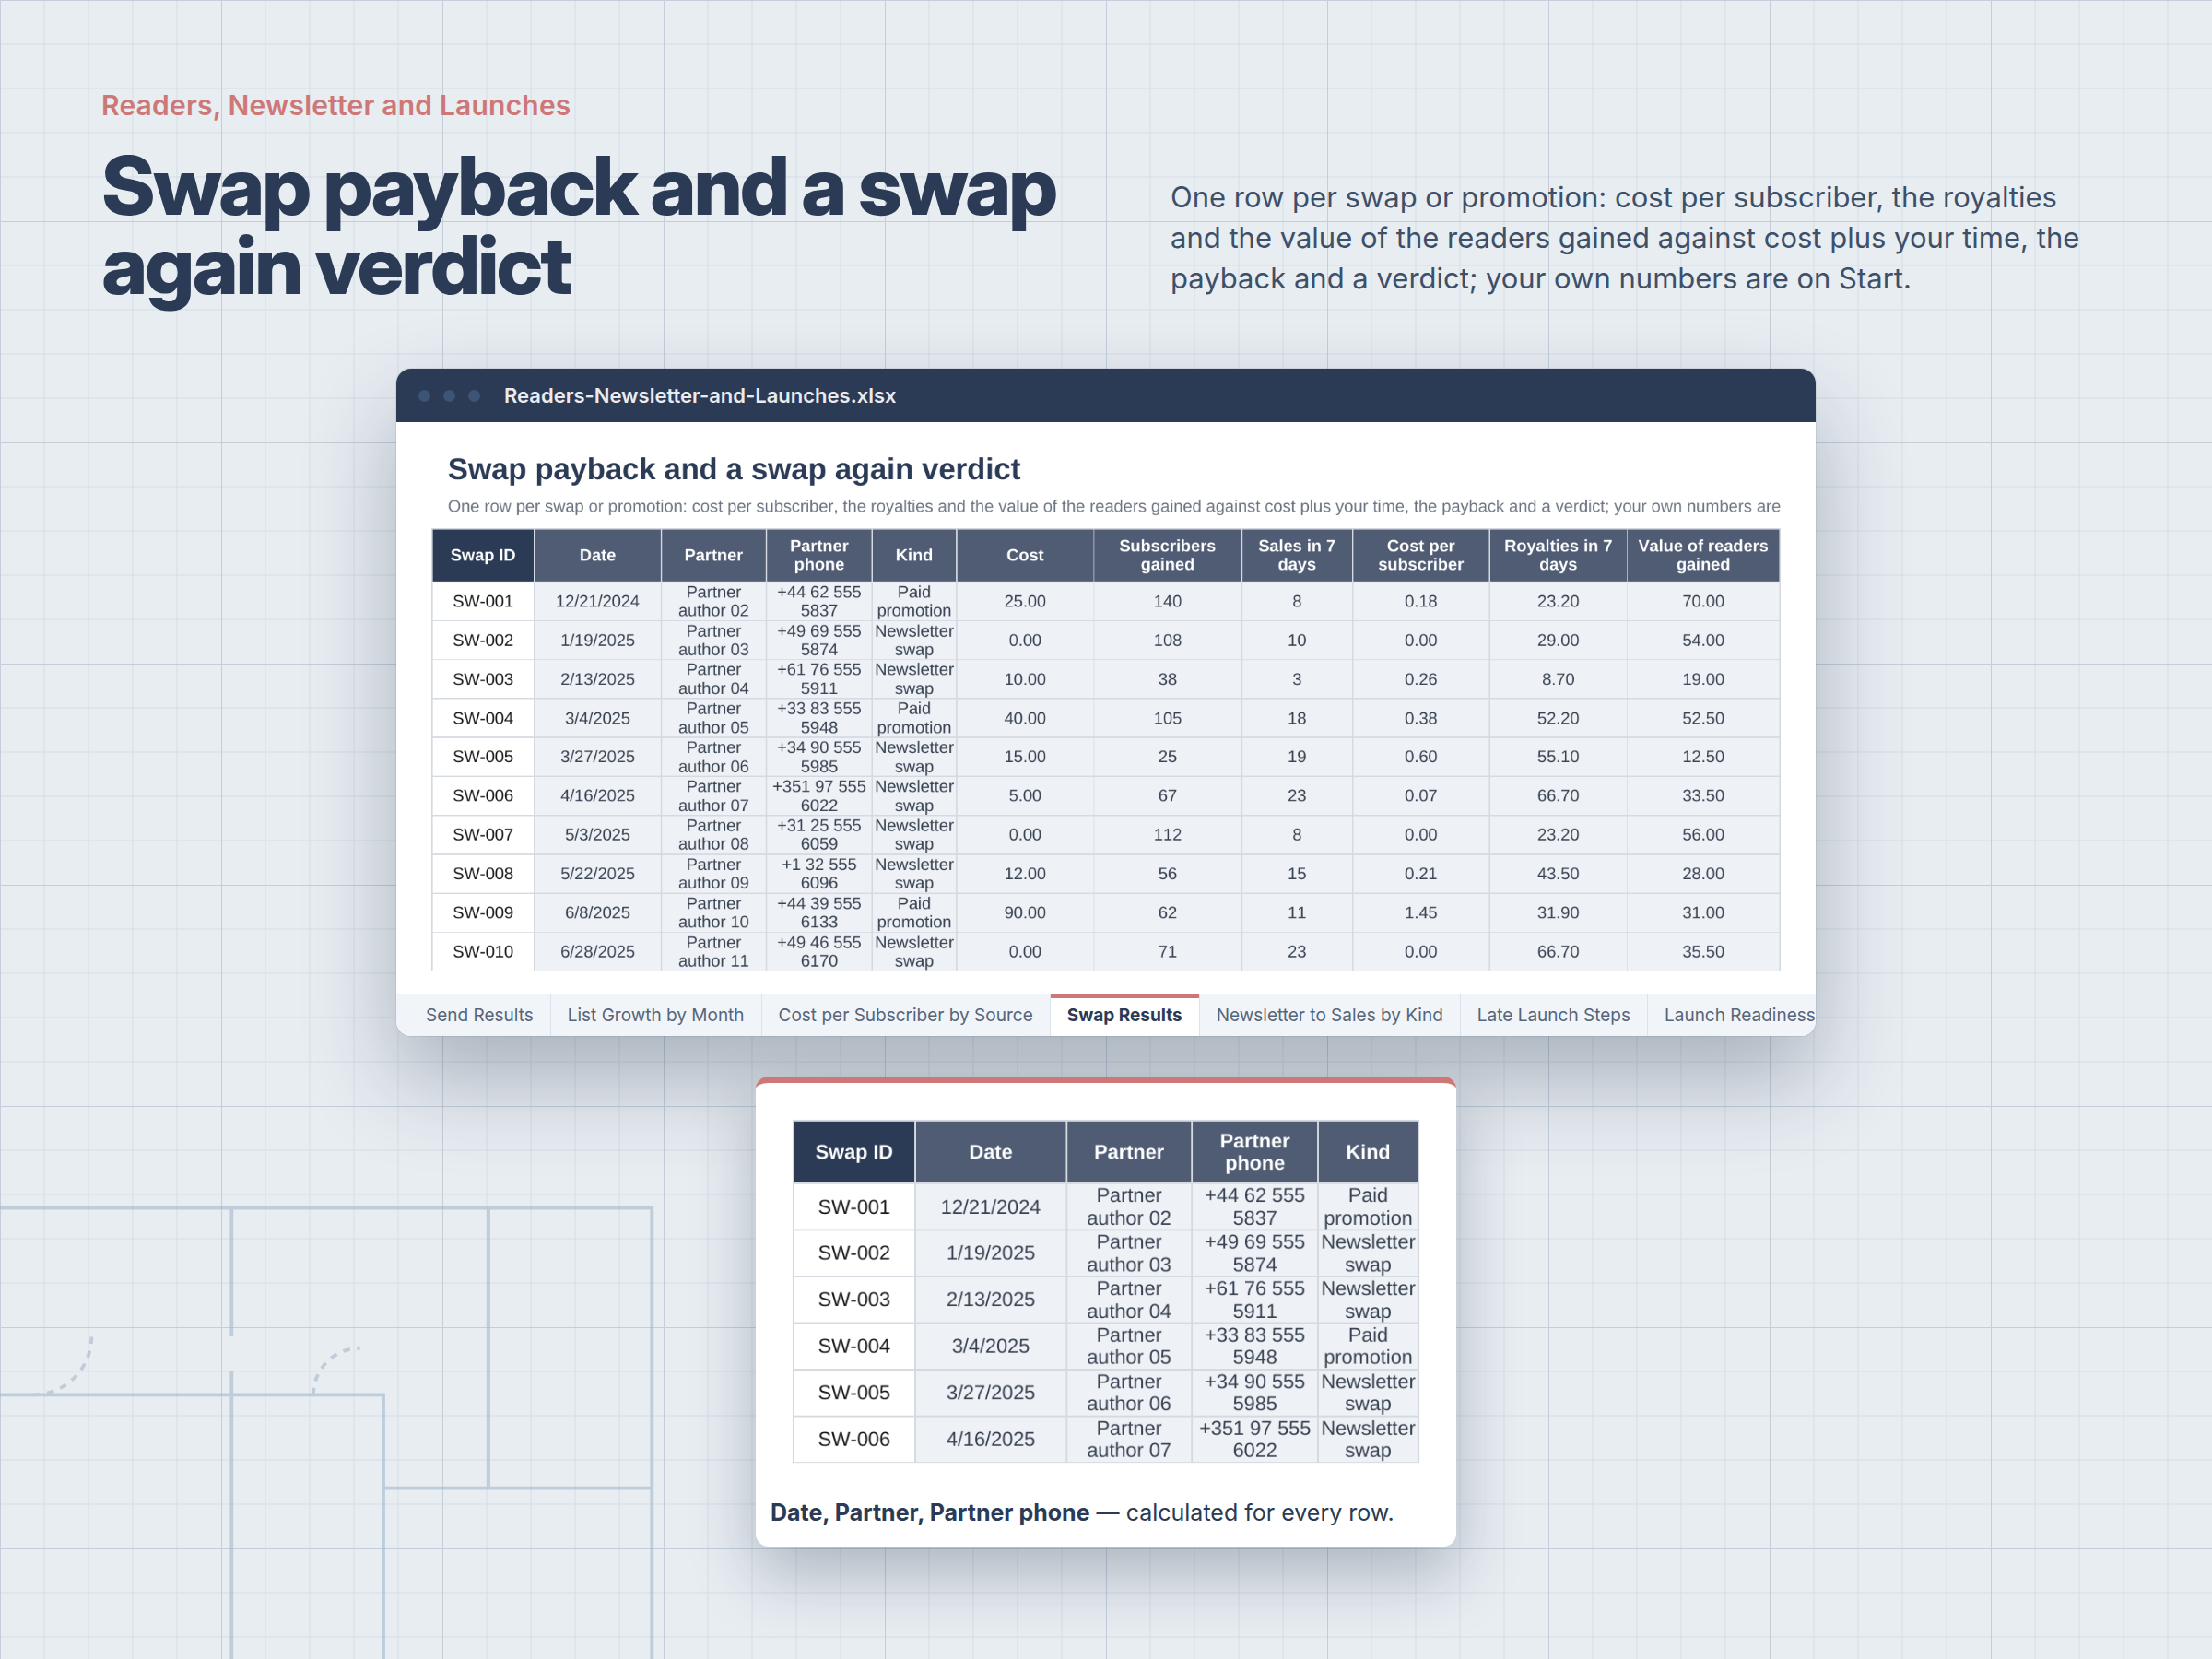 Readers, Newsletter and Launches
Swap payback and a swap
again verdict
One row per swap or promotion: cost per subscriber, the royalties
and the value of the readers gained against cost plus your time, the
payback and a verdict; your own numbers are on Start.
Readers-Newsletter-and-Launches.xlsx
Swap payback and a swap again verdict
One row per swap or promotion: cost per subscriber, the royalties and the value of the readers gained against cost plus your time, the payback and a verdict; your own numbers are
Swap ID Date Partner Partner phone Kind Cost Subscribers gained Sales in 7 days Cost per subscriber Royalties in 7 days Value of readers gained
SW-001 12/21/2024 Partner author 02 +44 62 555 5837 Paid promotion 25.00 140 8 0.18 23.20 70.00
SW-002 1/19/2025 Partner author 03 +49 69 555 5874 Newsletter swap 0.00 108 10 0.00 29.00 54.00
SW-003 2/13/2025 Partner author 04 +61 76 555 5911 Newsletter swap 10.00 38 3 0.26 8.70 19.00
SW-004 3/4/2025 Partner author 05 +33 83 555 5948 Paid promotion 40.00 105 18 0.38 52.20 52.50
SW-005 3/27/2025 Partner author 06 +34 90 555 5985 Newsletter swap 15.00 25 19 0.60 55.10 12.50
SW-006 4/16/2025 Partner author 07 +351 97 555 6022 Newsletter swap 5.00 67 23 0.07 66.70 33.50
SW-007 5/3/2025 Partner author 08 +31 25 555 6059 Newsletter swap 0.00 112 8 0.00 23.20 56.00
SW-008 5/22/2025 Partner author 09 +1 32 555 6096 Newsletter swap 12.00 56 15 0.21 43.50 28.00
SW-009 6/8/2025 Partner author 10 +44 39 555 6133 Paid promotion 90.00 62 11 1.45 31.90 31.00
SW-010 6/28/2025 Partner author 11 +49 46 555 6170 Newsletter swap 0.00 71 23 0.00 66.70 35.50
Send Results List Growth by Month Cost per Subscriber by Source Swap Results Newsletter to Sales by Kind Late Launch Steps Launch Readiness
Swap ID Date Partner Partner phone Kind
SW-001 12/21/2024 Partner author 02 +44 62 555 5837 Paid promotion
SW-002 1/19/2025 Partner author 03 +49 69 555 5874 Newsletter swap
SW-003 2/13/2025 Partner author 04 +61 76 555 5911 Newsletter swap
SW-004 3/4/2025 Partner author 05 +33 83 555 5948 Paid promotion
SW-005 3/27/2025 Partner author 06 +34 90 555 5985 Newsletter swap
SW-006 4/16/2025 Partner author 07 +351 97 555 6022 Newsletter swap
Date, Partner, Partner phone — calculated for every row.